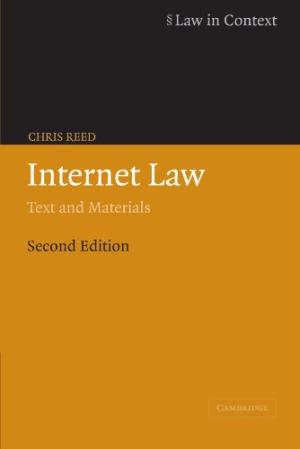 § Law in Context
CHRIS REED
Internet Law
Text and Materials
Second Edition
CAMBRIDGE